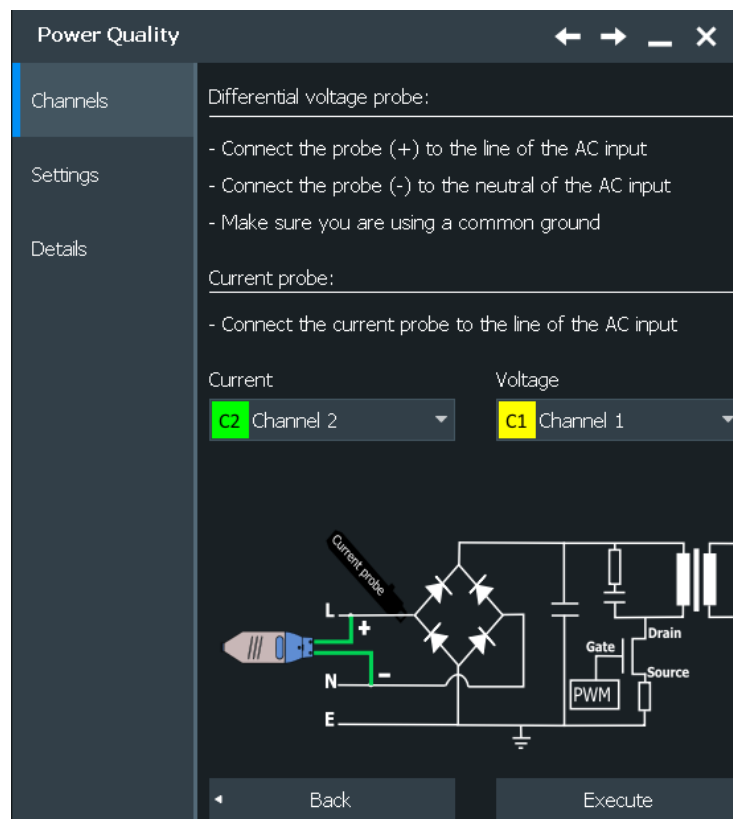 Power Quality
Channels
Settings
Details
Differential voltage probe:
- Connect the probe (+) to the line of the AC input
- Connect the probe (-) to the neutral of the AC input
- Make sure you are using a common ground
Current probe:
- Connect the current probe to the line of the AC input
Current
Voltage
C2 Channel 2
C1 Channel 1
Current probe
L
+
N
-
E
Gate
Drain
Source
PWM
Back
Execute